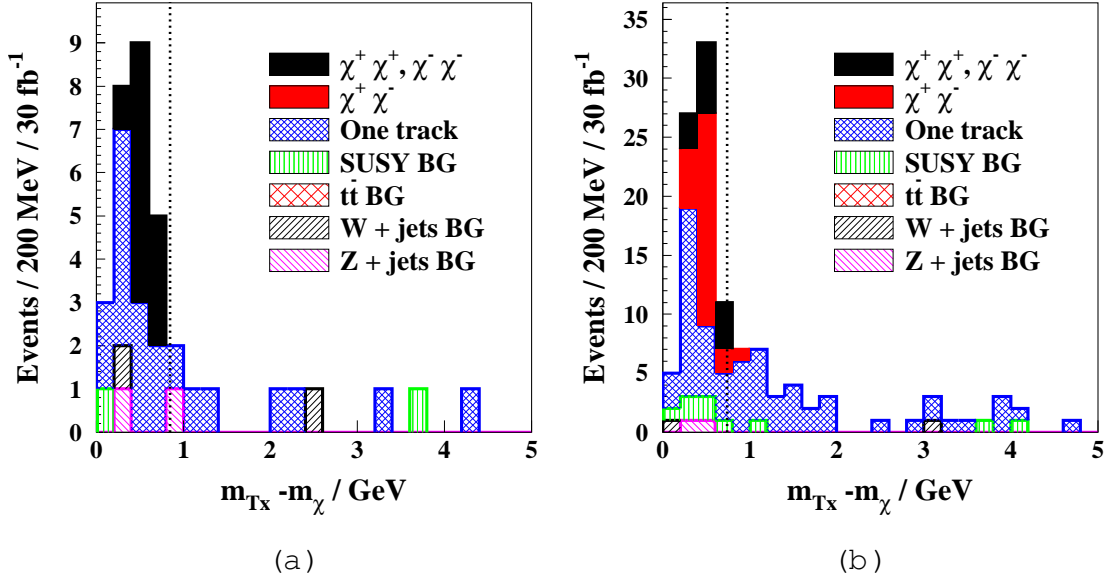 Events / 200 MeV / 30 fb⁻¹
9
8
7
6
5
4
3
2
1
0
χ⁺ χ⁺, χ⁻ χ⁻
χ⁺ χ⁻
One track
SUSY BG
tt̄ BG
W + jets BG
Z + jets BG
0 1 2 3 4 5
m_Tx - m_χ / GeV
(a)
Events / 200 MeV / 30 fb⁻¹
35
30
25
20
15
10
5
0
χ⁺ χ⁺, χ⁻ χ⁻
χ⁺ χ⁻
One track
SUSY BG
tt̄ BG
W + jets BG
Z + jets BG
0 1 2 3 4 5
m_Tx - m_χ / GeV
(b)